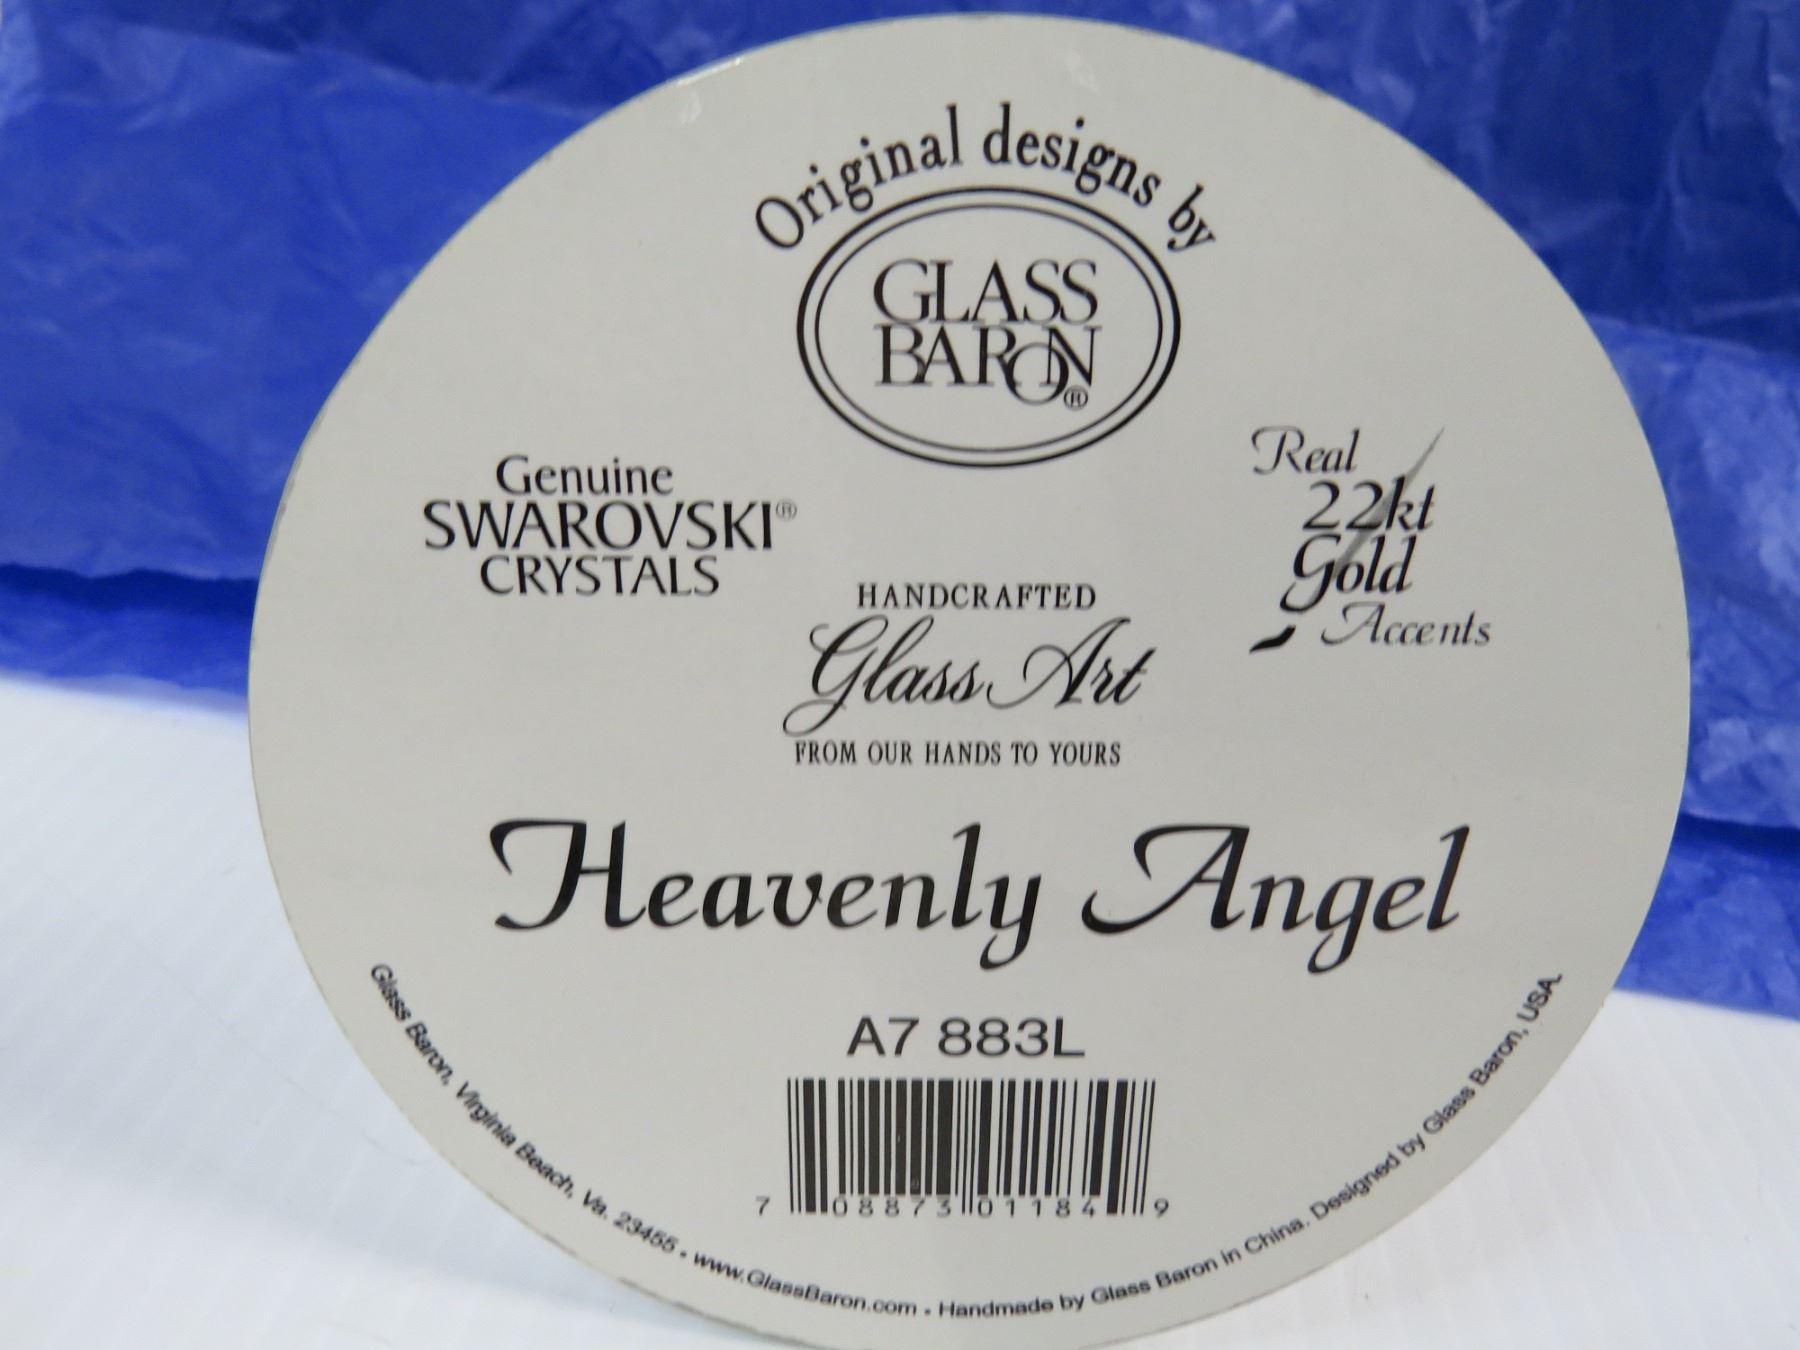 Original designs by
GLASS
BARON®
Genuine
SWAROVSKI®
CRYSTALS
Real
22kt
Gold
Accents
HANDCRAFTED
Glass Art
FROM OUR HANDS TO YOURS
Heavenly Angel
A7 883L
7 08873 01184 9
Glass Baron, Virginia Beach, Va. 23455 • www.GlassBaron.com • Handmade by Glass Baron in China. Designed by Glass Baron, USA.